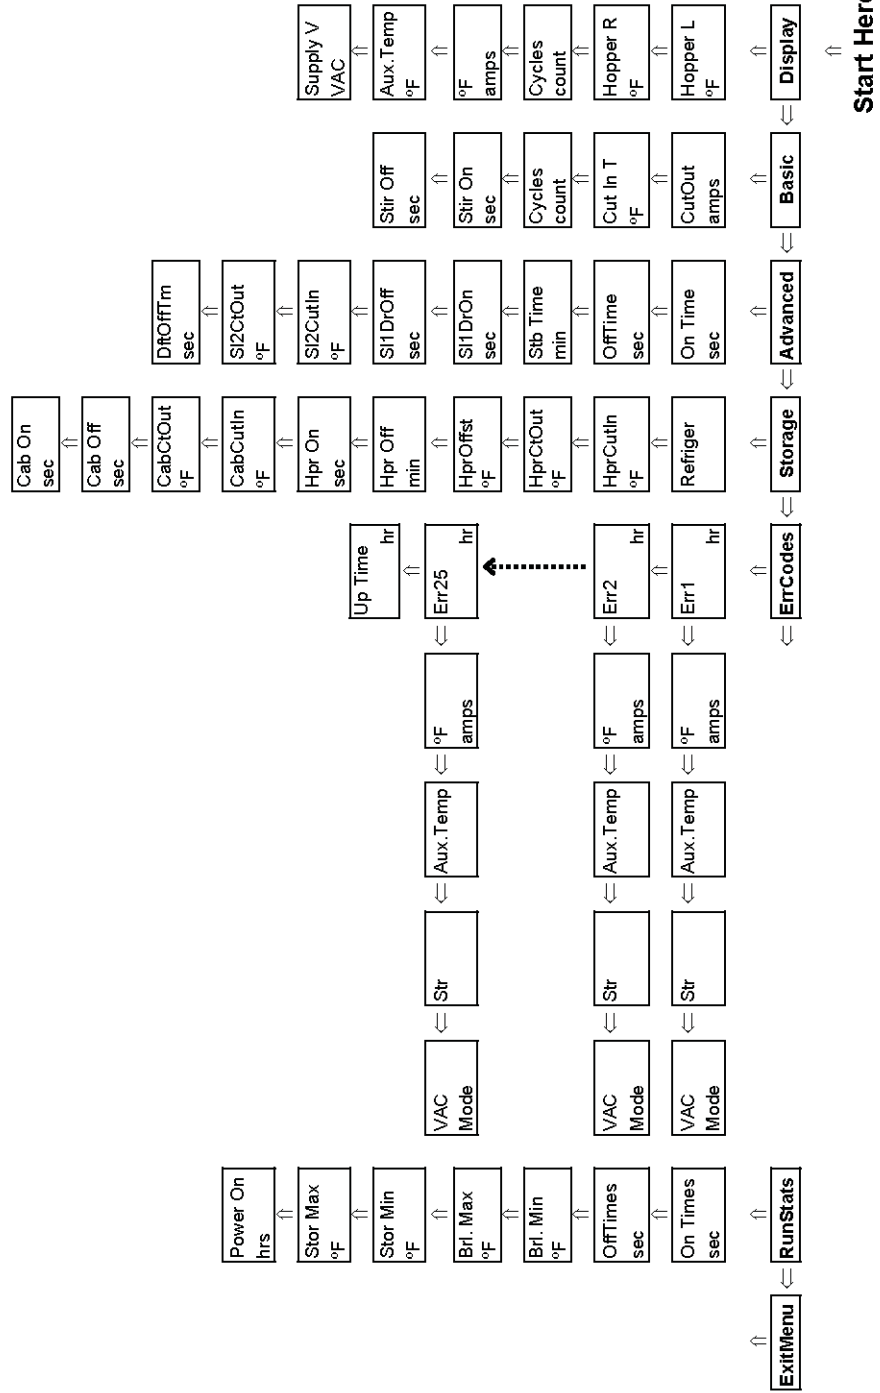 Start Here
Display
Hopper L
°F
Hopper R
°F
Cycles
count
°F
amps
Aux.Temp
°F
Supply V
VAC
Basic
CutOut
amps
Cut In T
°F
Cycles
count
Stir On
sec
Stir Off
sec
Advanced
On Time
sec
OffTime
sec
Stb Time
min
Sl1DrOn
sec
Sl1DrOff
sec
Sl2CutIn
°F
Sl2CtOut
°F
DftOffTm
sec
Storage
Refriger
HprCutIn
°F
HprCtOut
°F
HprOffst
°F
Hpr Off
min
Hpr On
sec
CabCutIn
°F
CabCtOut
°F
Cab Off
sec
Cab On
sec
ErrCodes
Err1
hr
°F
amps
Aux.Temp
Str
VAC
Mode
Err2
hr
°F
amps
Aux.Temp
Str
VAC
Mode
Err25
hr
°F
amps
Aux.Temp
Str
VAC
Mode
Up Time
hr
RunStats
On Times
sec
OffTimes
sec
Brl. Min
°F
Brl. Max
°F
Stor Min
°F
Stor Max
°F
Power On
hrs
ExitMenu